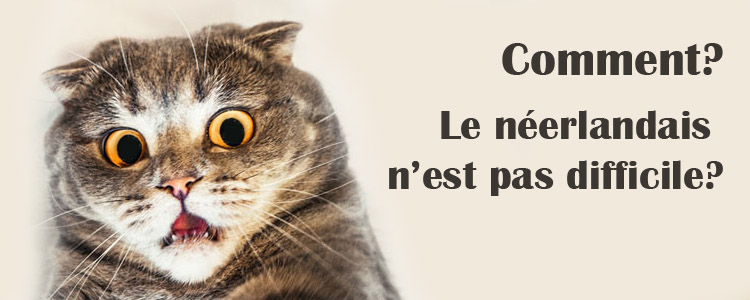 Comment?
Le néerlandais
n’est pas difficile?